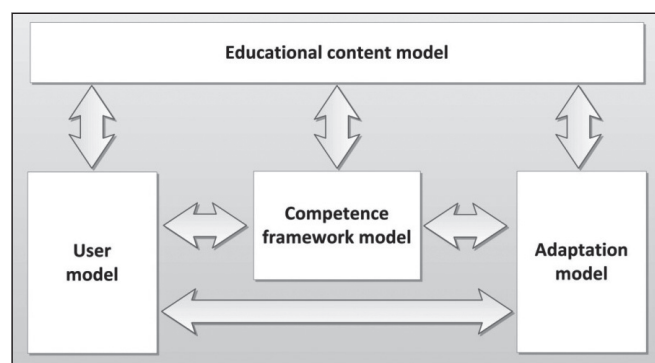 Educational content model
User
model
Competence
framework model
Adaptation
model